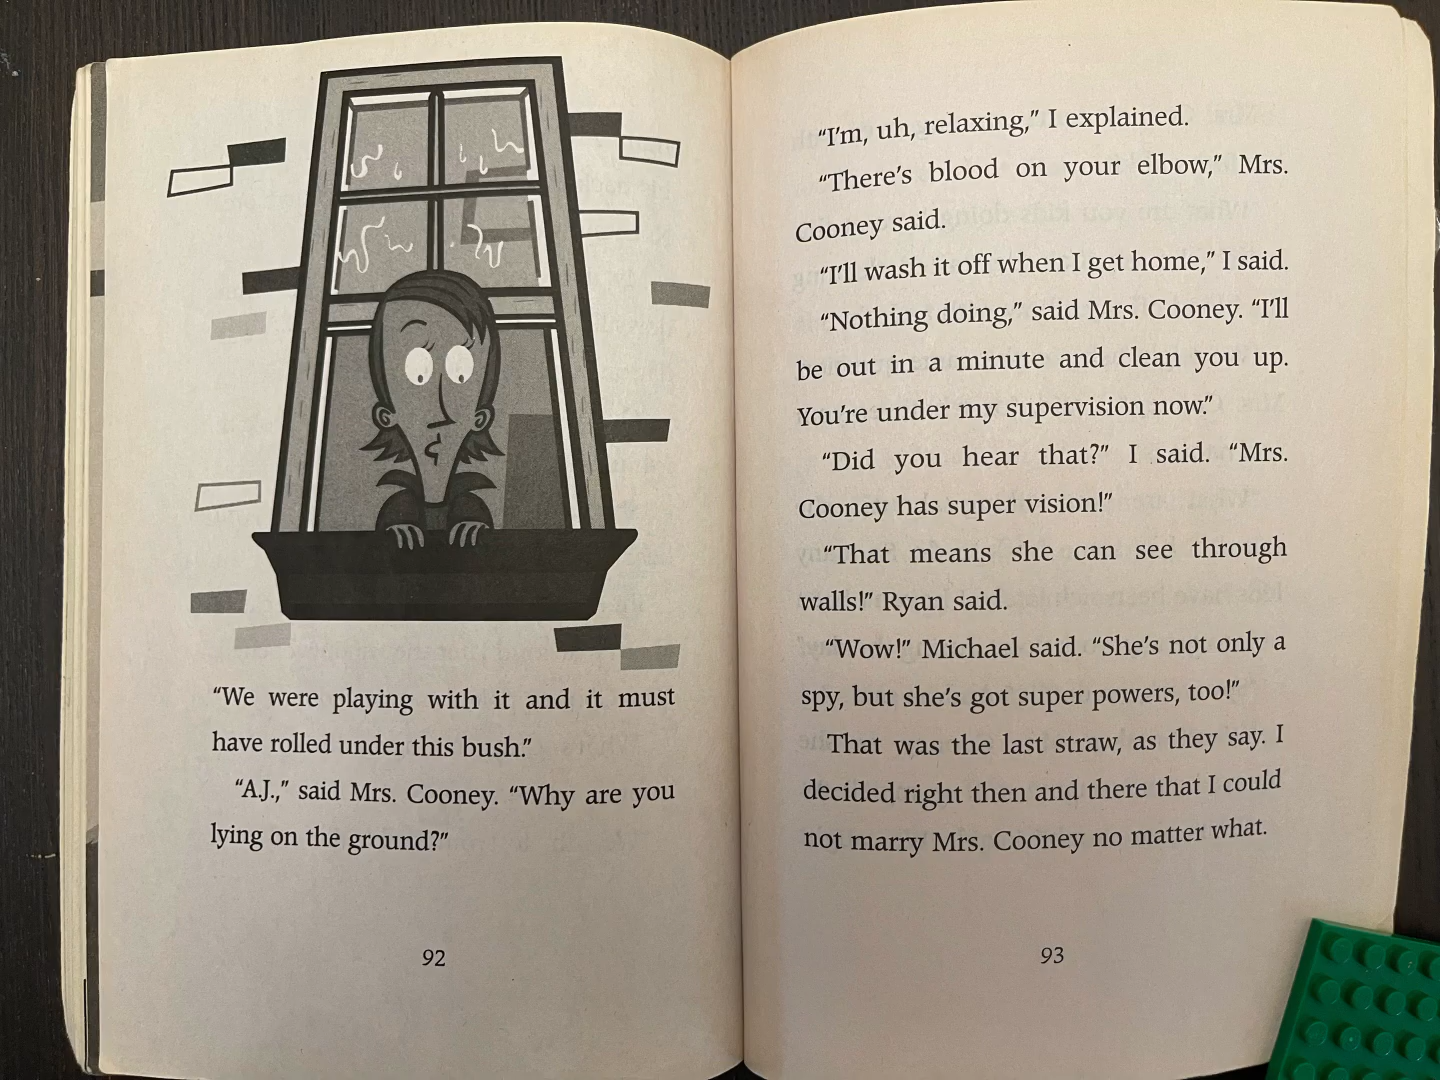 “We were playing with it and it must
have rolled under this bush.”
“A.J.,” said Mrs. Cooney. “Why are you
lying on the ground?”
92
“I’m, uh, relaxing,” I explained.
“There’s blood on your elbow,” Mrs.
Cooney said.
“I’ll wash it off when I get home,” I said.
“Nothing doing,” said Mrs. Cooney. “I’ll
be out in a minute and clean you up.
You’re under my supervision now.”
“Did you hear that?” I said. “Mrs.
Cooney has super vision!”
“That means she can see through
walls!” Ryan said.
“Wow!” Michael said. “She’s not only a
spy, but she’s got super powers, too!”
That was the last straw, as they say. I
decided right then and there that I could
not marry Mrs. Cooney no matter what.
93